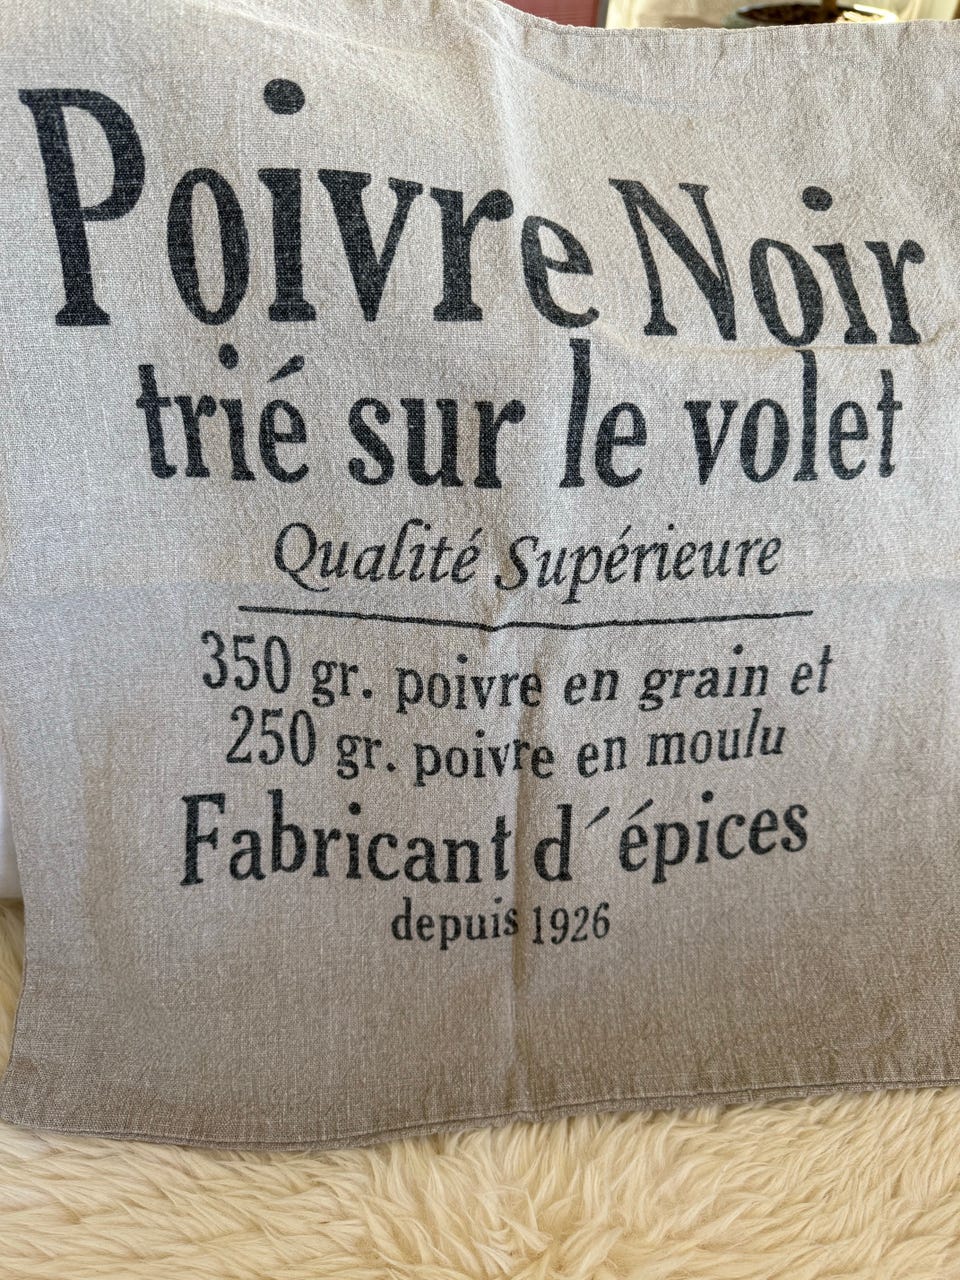 Poivre Noir
trié sur le volet
Qualité Supérieure
350 gr. poivre en grain et
250 gr. poivre en moulu
Fabricant d´épices
depuis 1926